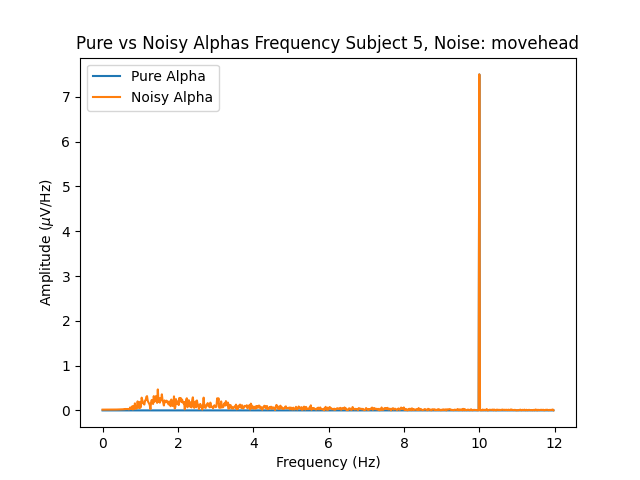 Pure vs Noisy Alphas Frequency Subject 5, Noise: movehead
Pure Alpha
Noisy Alpha
7
6
5
4
3
2
1
0
Amplitude (μV/Hz)
0 2 4 6 8 10 12
Frequency (Hz)